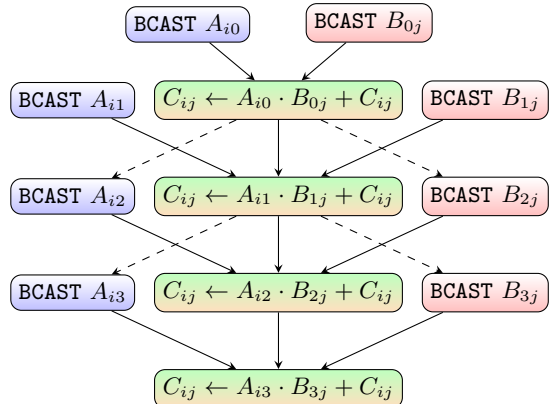 BCAST A_{i0} BCAST B_{0j}
BCAST A_{i1} C_{ij} ← A_{i0} · B_{0j} + C_{ij} BCAST B_{1j}
BCAST A_{i2} C_{ij} ← A_{i1} · B_{1j} + C_{ij} BCAST B_{2j}
BCAST A_{i3} C_{ij} ← A_{i2} · B_{2j} + C_{ij} BCAST B_{3j}
C_{ij} ← A_{i3} · B_{3j} + C_{ij}